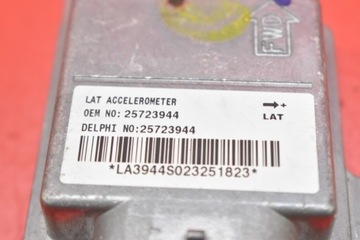 FWD
LAT ACCELEROMETER
OEM NO: 25723944
DELPHI NO:25723944
→+
LAT
*LA3944S023251823*